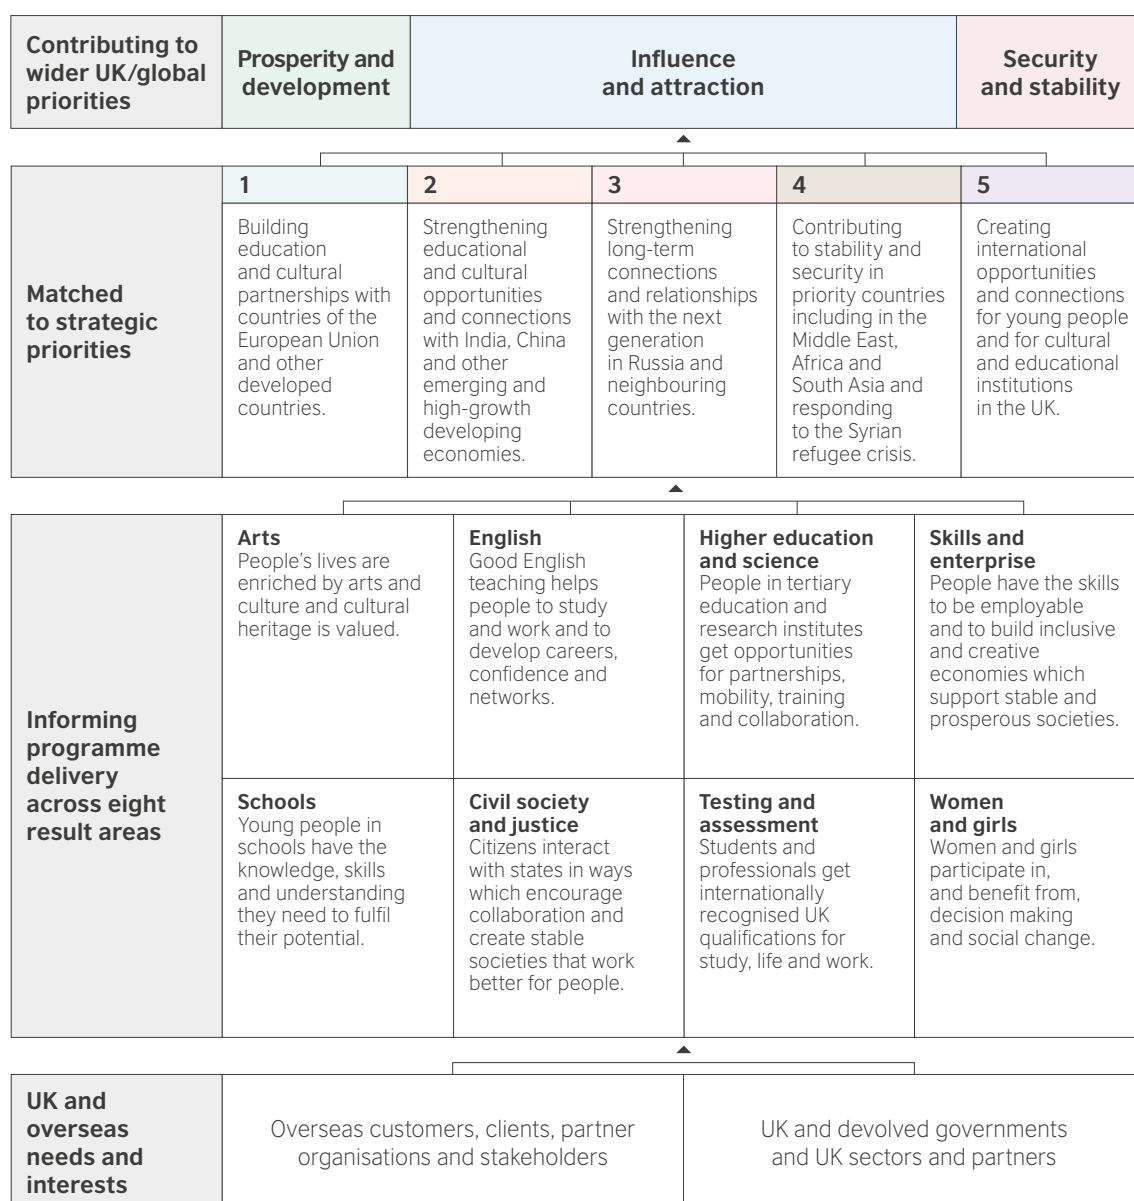 Contributing to
wider UK/global
priorities
Prosperity and
development
Influence
and attraction
Security
and stability
Matched
to strategic
priorities
1
Building
education
and cultural
partnerships with
countries of the
European Union
and other
developed
countries.
2
Strengthening
educational
and cultural
opportunities
and connections
with India, China
and other
emerging and
high-growth
developing
economies.
3
Strengthening
long-term
connections
and relationships
with the next
generation
in Russia and
neighbouring
countries.
4
Contributing
to stability and
security in
priority countries
including in the
Middle East,
Africa and
South Asia and
responding
to the Syrian
refugee crisis.
5
Creating
international
opportunities
and connections
for young people
and for cultural
and educational
institutions
in the UK.
Informing
programme
delivery
across eight
result areas
Arts
People's lives are
enriched by arts and
culture and cultural
heritage is valued.
English
Good English
teaching helps
people to study
and work and to
develop careers,
confidence and
networks.
Higher education
and science
People in tertiary
education and
research institutes
get opportunities
for partnerships,
mobility, training
and collaboration.
Skills and
enterprise
People have the skills
to be employable
and to build inclusive
and creative
economies which
support stable and
prosperous societies.
Schools
Young people in
schools have the
knowledge, skills
and understanding
they need to fulfil
their potential.
Civil society
and justice
Citizens interact
with states in ways
which encourage
collaboration and
create stable
societies that work
better for people.
Testing and
assessment
Students and
professionals get
internationally
recognised UK
qualifications for
study, life and work.
Women
and girls
Women and girls
participate in,
and benefit from,
decision making
and social change.
UK and
overseas
needs and
interests
Overseas customers, clients, partner
organisations and stakeholders
UK and devolved governments
and UK sectors and partners